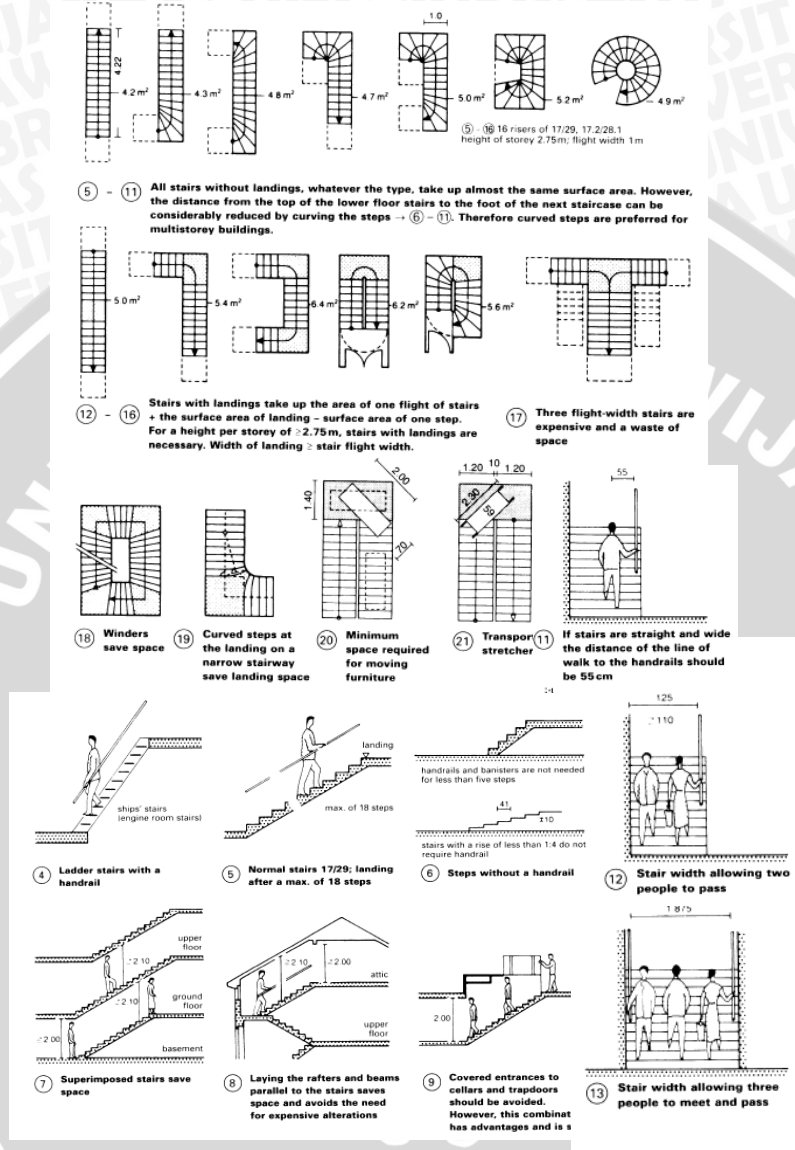 1.0
4.22
4.2 m²
4.3 m²
4.8 m²
4.7 m²
5.0 m²
5.2 m²
4.9 m²
⑤ - ⑯ 16 risers of 17/29, 17.2/28.1
height of storey 2.75m; flight width 1m
⑤ - ⑪ All stairs without landings, whatever the type, take up almost the same surface area. However,
the distance from the top of the lower floor stairs to the foot of the next staircase can be
considerably reduced by curving the steps → ⑥ – ⑪. Therefore curved steps are preferred for
multistorey buildings.
5.0 m²
5.4 m²
6.4 m²
6.2 m²
5.6 m²
⑫ - ⑯ Stairs with landings take up the area of one flight of stairs
+ the surface area of landing – surface area of one step.
For a height per storey of ≥2.75m, stairs with landings are
necessary. Width of landing ≥ stair flight width.
⑰ Three flight-width stairs are
expensive and a waste of
space
1.40
2.00
70
1.20 10 1.20
2.30
59
55
⑱ Winders
save space
⑲ Curved steps at
the landing on a
narrow stairway
save landing space
⑳ Minimum
space required
for moving
furniture
㉑ Transpor
stretcher
⑪ If stairs are straight and wide
the distance of the line of
walk to the handrails should
be 55 cm
ships' stairs
(engine room stairs)
④ Ladder stairs with a
handrail
landing
max. of 18 steps
⑤ Normal stairs 17/29; landing
after a max. of 18 steps
handrails and banisters are not needed
for less than five steps
41
10
stairs with a rise of less than 1:4 do not
require handrail
⑥ Steps without a handrail
125
110
⑫ Stair width allowing two
people to pass
upper
floor
2 10
2 10
ground
floor
2 00
basement
⑦ Superimposed stairs save
space
2 10
2 00
attic
upper
floor
⑧ Laying the rafters and beams
parallel to the stairs saves
space and avoids the need
for expensive alterations
2 00
⑨ Covered entrances to
cellars and trapdoors
should be avoided.
However, this combinat
has advantages and is s
1 875
⑬ Stair width allowing three
people to meet and pass